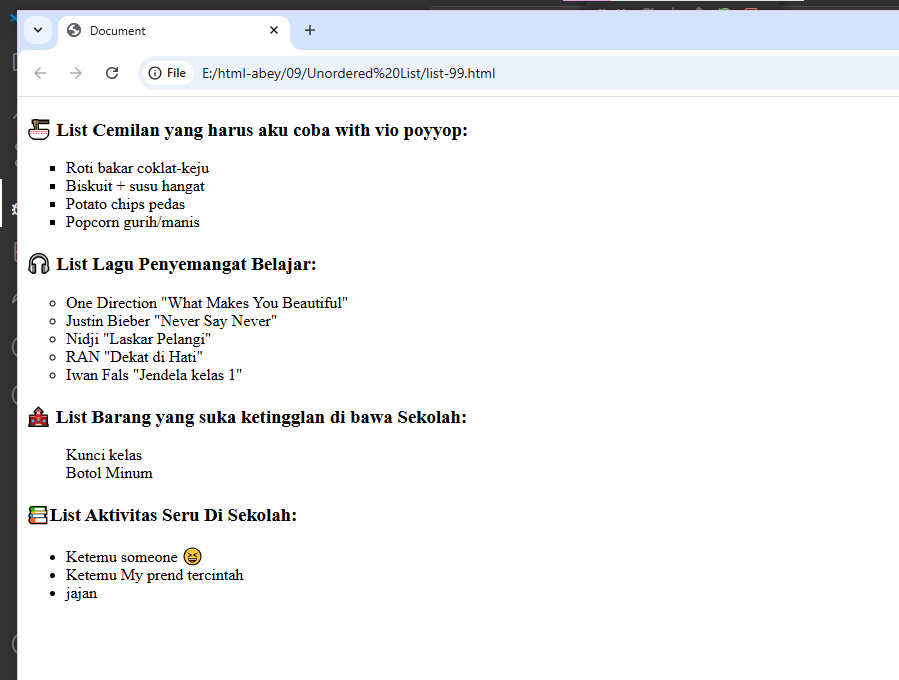 Document
File
E:/html-abey/09/Unordered%20List/list-99.html
🍜 List Cemilan yang harus aku coba with vio poyyop:
Roti bakar coklat-keju
Biskuit + susu hangat
Potato chips pedas
Popcorn gurih/manis
🎧 List Lagu Penyemangat Belajar:
One Direction "What Makes You Beautiful"
Justin Bieber "Never Say Never"
Nidji "Laskar Pelangi"
RAN "Dekat di Hati"
Iwan Fals "Jendela kelas 1"
🏫 List Barang yang suka ketingglan di bawa Sekolah:
Kunci kelas
Botol Minum
📚List Aktivitas Seru Di Sekolah:
Ketemu someone 😆
Ketemu My prend tercintah
jajan